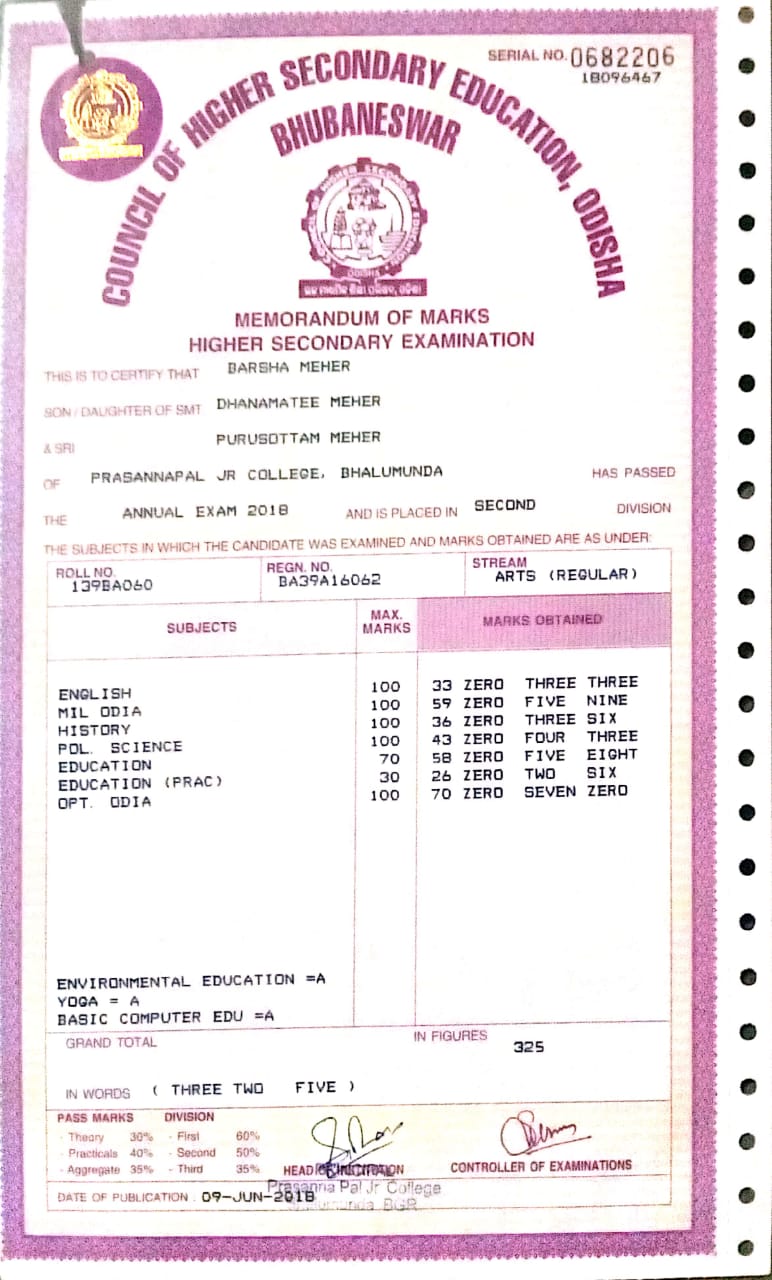 SERIAL NO. 0682206
1B096467
COUNCIL OF HIGHER SECONDARY EDUCATION, ODISHA
BHUBANESWAR
ODISHA
MEMORANDUM OF MARKS
HIGHER SECONDARY EXAMINATION
THIS IS TO CERTIFY THAT BARSHA MEHER
SON / DAUGHTER OF SMT DHANAMATEE MEHER
& SRI PURUSOTTAM MEHER
OF PRASANNAPAL JR COLLEGE, BHALUMUNDA HAS PASSED
THE ANNUAL EXAM 2018 AND IS PLACED IN SECOND DIVISION
THE SUBJECTS IN WHICH THE CANDIDATE WAS EXAMINED AND MARKS OBTAINED ARE AS UNDER:
ROLL NO. REGN. NO. STREAM
139BA060 BA39A16062 ARTS (REGULAR)
SUBJECTS MAX. MARKS MARKS OBTAINED
ENGLISH 100 33 ZERO THREE THREE
MIL ODIA 100 59 ZERO FIVE NINE
HISTORY 100 36 ZERO THREE SIX
POL. SCIENCE 100 43 ZERO FOUR THREE
EDUCATION 70 58 ZERO FIVE EIGHT
EDUCATION (PRAC) 30 26 ZERO TWO SIX
OPT. ODIA 100 70 ZERO SEVEN ZERO
ENVIRONMENTAL EDUCATION =A
YOGA = A
BASIC COMPUTER EDU =A
GRAND TOTAL IN FIGURES 325
IN WORDS ( THREE TWO FIVE )
PASS MARKS DIVISION
- Theory 30% - First 60%
- Practicals 40% - Second 50%
- Aggregate 35% - Third 35%
HEAD OF INSTITUTION CONTROLLER OF EXAMINATIONS
Prasanna Pal Jr. College
BGR
DATE OF PUBLICATION : 09-JUN-2018